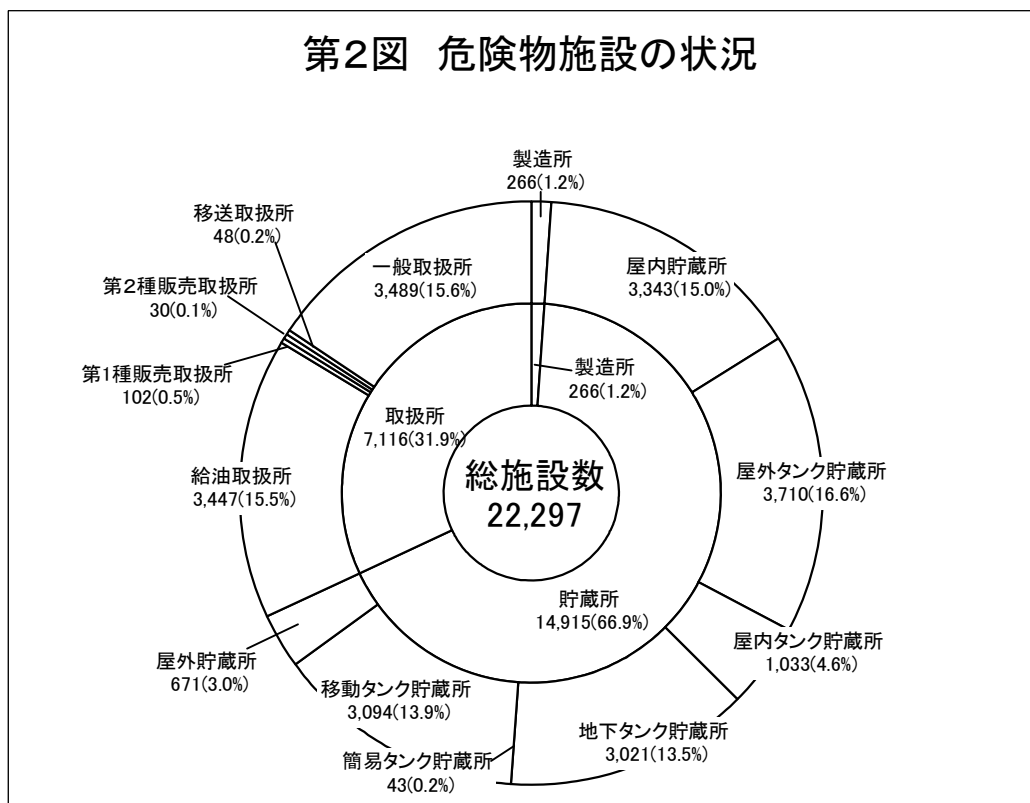 第2図 危険物施設の状況
製造所
266(1.2%)
屋内貯蔵所
3,343(15.0%)
屋外タンク貯蔵所
3,710(16.6%)
屋内タンク貯蔵所
1,033(4.6%)
地下タンク貯蔵所
3,021(13.5%)
簡易タンク貯蔵所
43(0.2%)
移動タンク貯蔵所
3,094(13.9%)
屋外貯蔵所
671(3.0%)
給油取扱所
3,447(15.5%)
第1種販売取扱所
102(0.5%)
第2種販売取扱所
30(0.1%)
移送取扱所
48(0.2%)
一般取扱所
3,489(15.6%)
製造所
266(1.2%)
取扱所
7,116(31.9%)
貯蔵所
14,915(66.9%)
総施設数
22,297